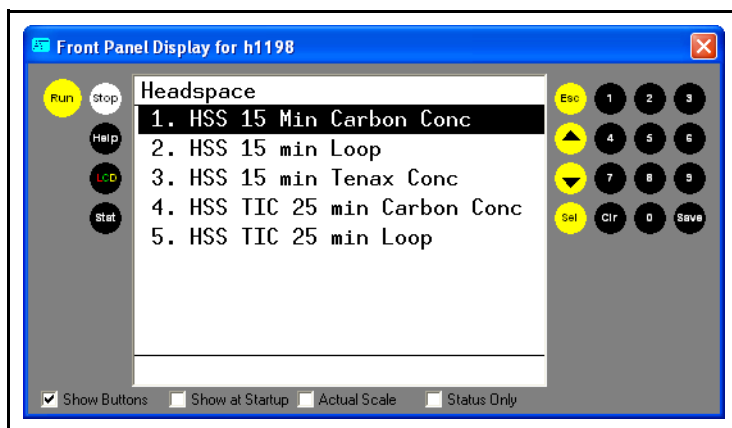 Front Panel Display for h1198
Run Stop
Help
LCD
Stat
Headspace
1. HSS 15 Min Carbon Conc
2. HSS 15 min Loop
3. HSS 15 min Tenax Conc
4. HSS TIC 25 min Carbon Conc
5. HSS TIC 25 min Loop
Esc 1 2 3
4 5 6
7 8 9
Sel Clr 0 Save
Show Buttons Show at Startup Actual Scale Status Only